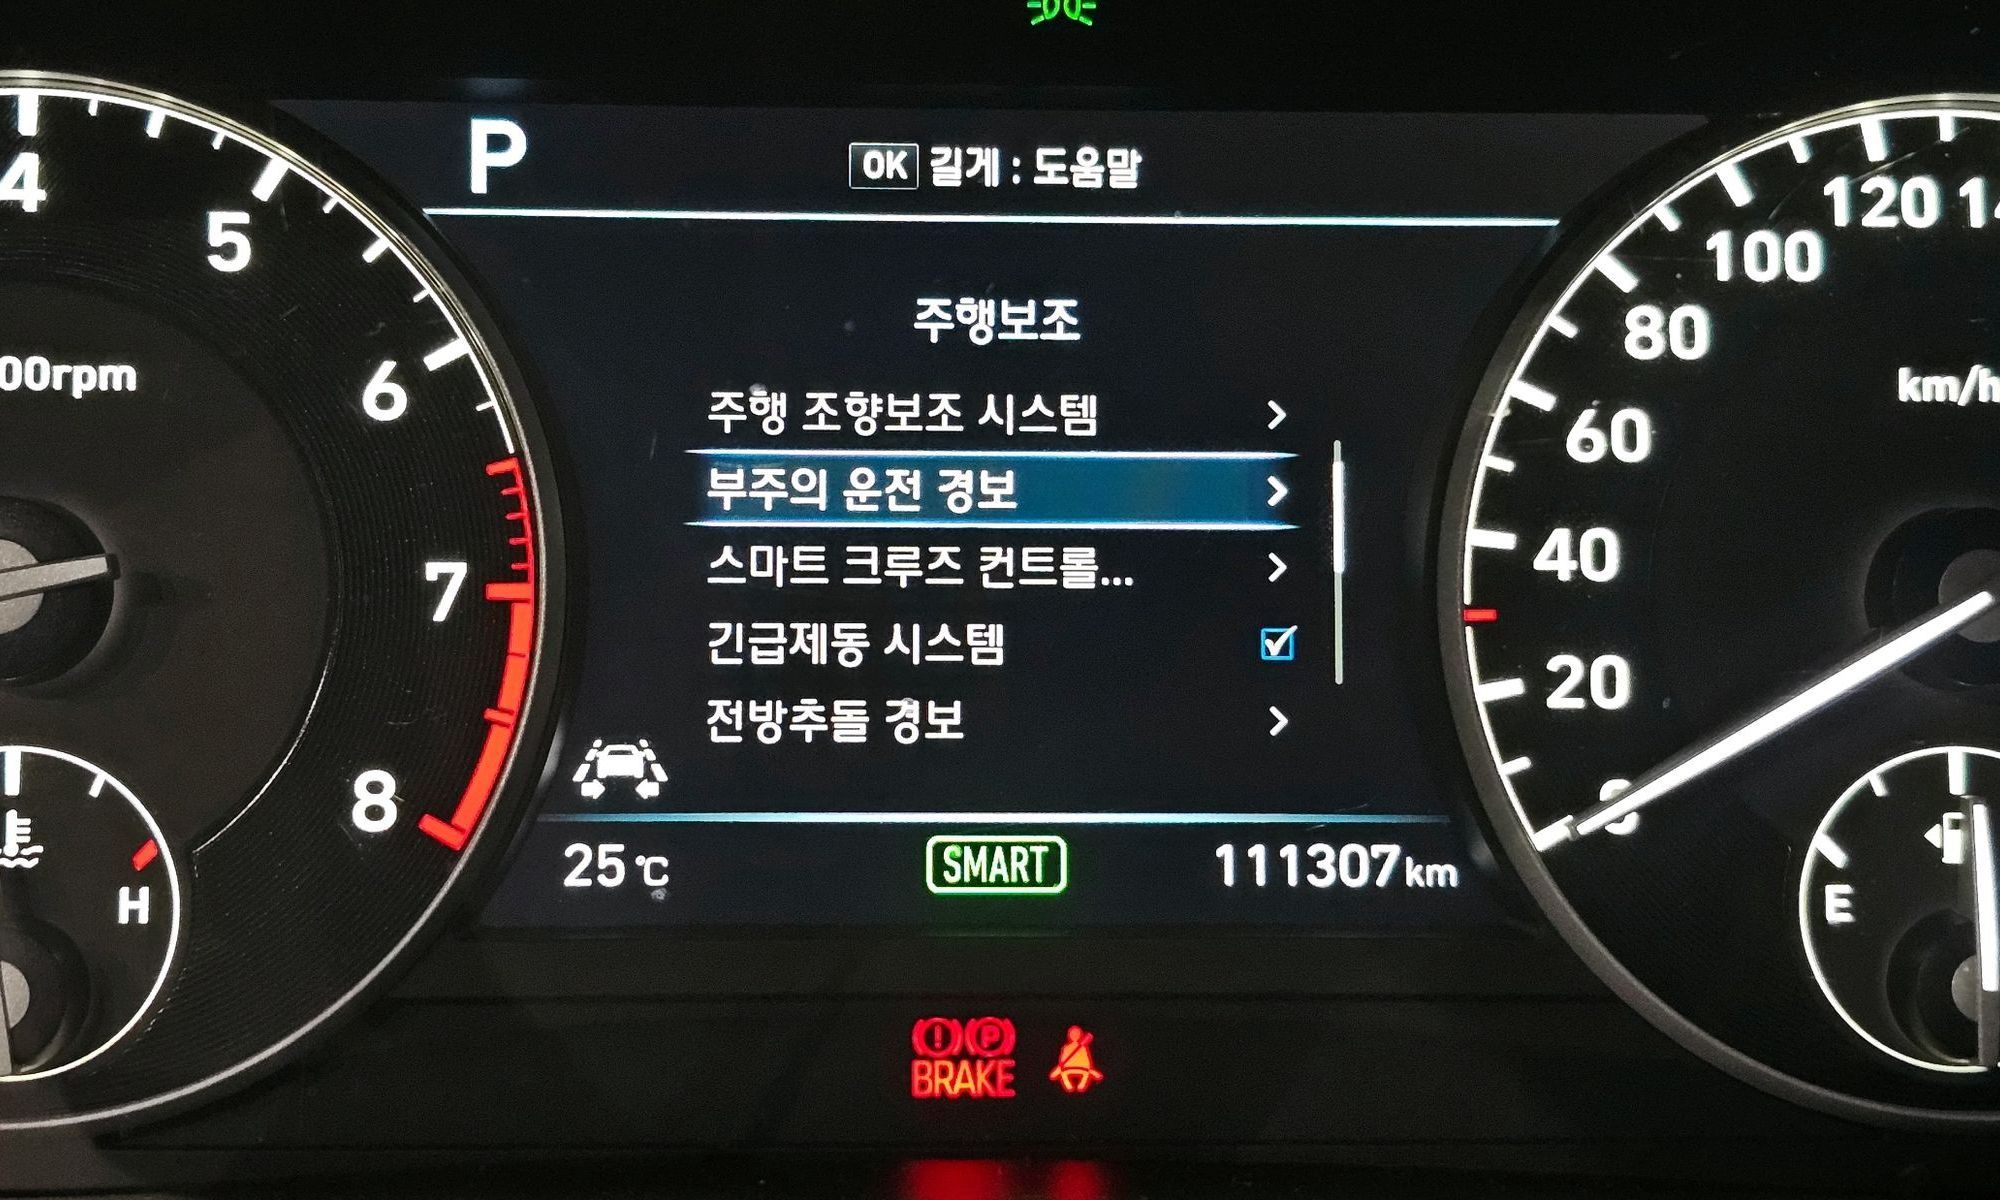 P
OK 길게 : 도움말
주행보조
주행 조향보조 시스템
부주의 운전 경보
스마트 크루즈 컨트롤...
긴급제동 시스템
전방추돌 경보
25℃
SMART
111307km
BRAKE
4
5
6
7
8
00rpm
H
120
100
80
60
40
20
km/h
E